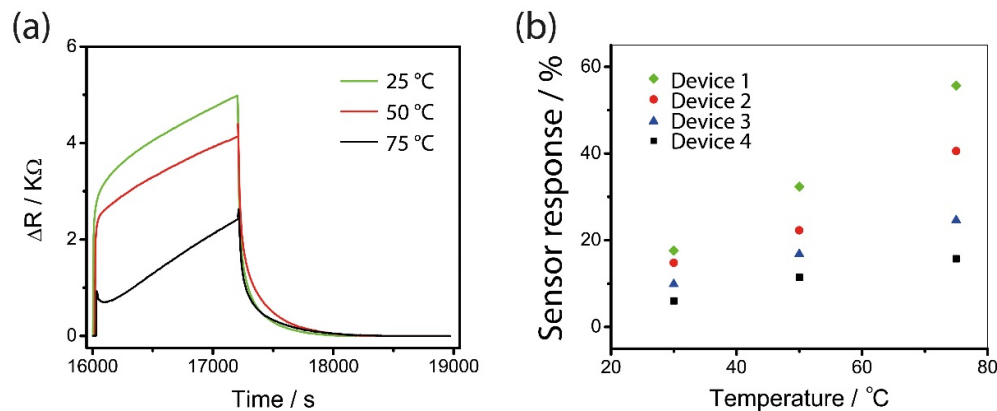 (a)
6
4
2
0
ΔR / KΩ
25 °C
50 °C
75 °C
16000 17000 18000 19000
Time / s
(b)
60
40
20
0
Sensor response / %
Device 1
Device 2
Device 3
Device 4
20 40 60 80
Temperature / °C